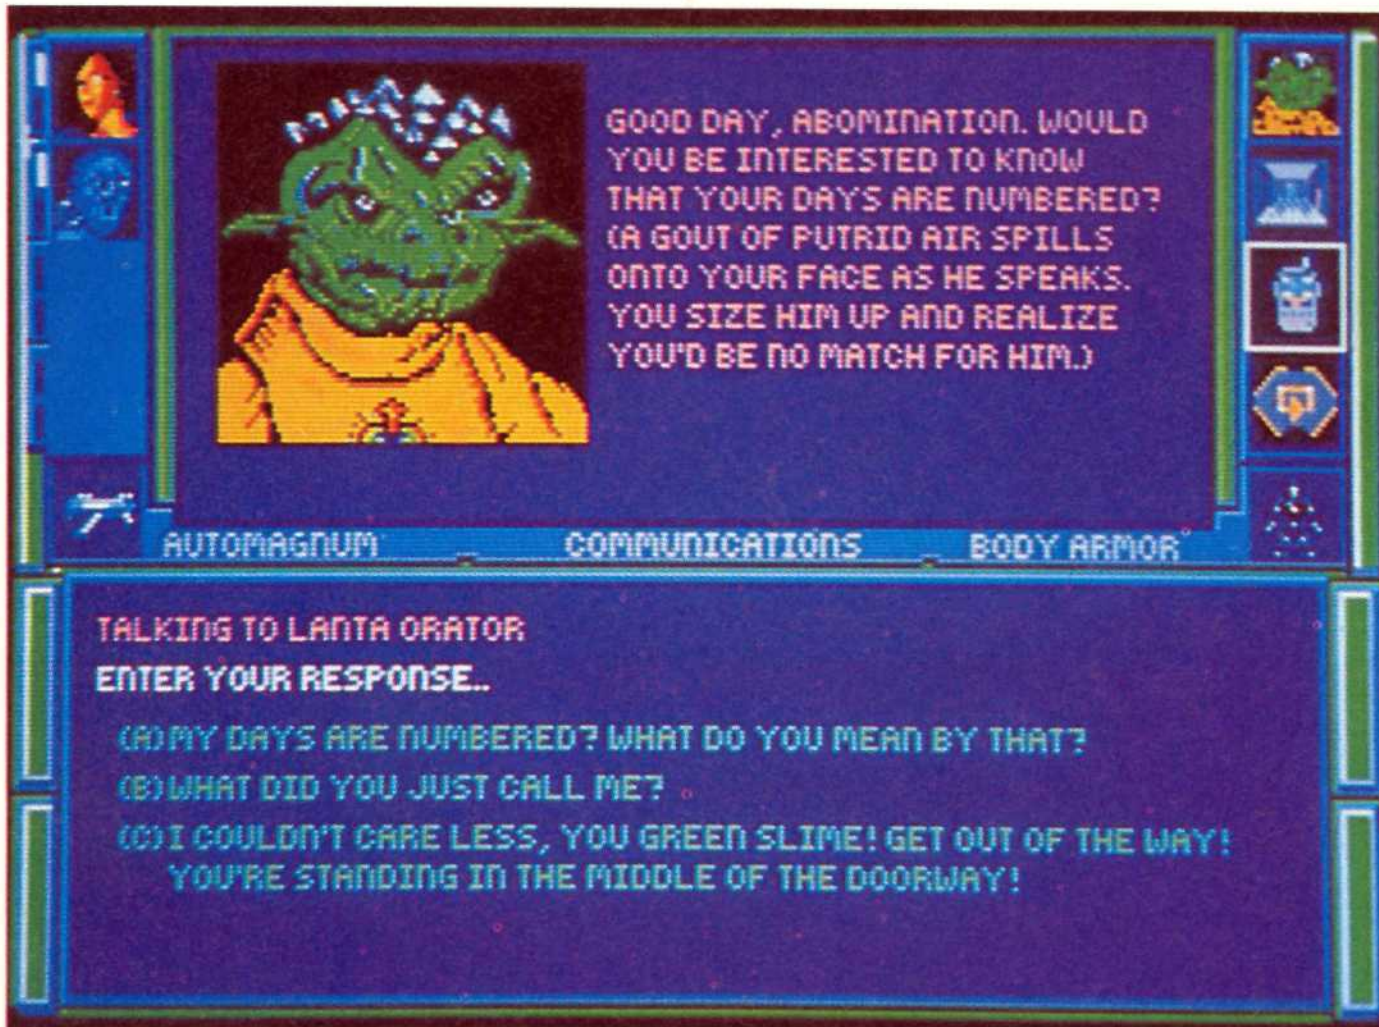 GOOD DAY, ABOMINATION. WOULD
YOU BE INTERESTED TO KNOW
THAT YOUR DAYS ARE NUMBERED?
(A GOUT OF PUTRID AIR SPILLS
ONTO YOUR FACE AS HE SPEAKS.
YOU SIZE HIM UP AND REALIZE
YOU'D BE NO MATCH FOR HIM.)
AUTOMAGNUM
COMMUNICATIONS
BODY ARMOR
TALKING TO LANTA ORATOR
ENTER YOUR RESPONSE..
(A)MY DAYS ARE NUMBERED? WHAT DO YOU MEAN BY THAT?
(B)WHAT DID YOU JUST CALL ME?
(C)I COULDN'T CARE LESS, YOU GREEN SLIME! GET OUT OF THE WAY!
YOU'RE STANDING IN THE MIDDLE OF THE DOORWAY!